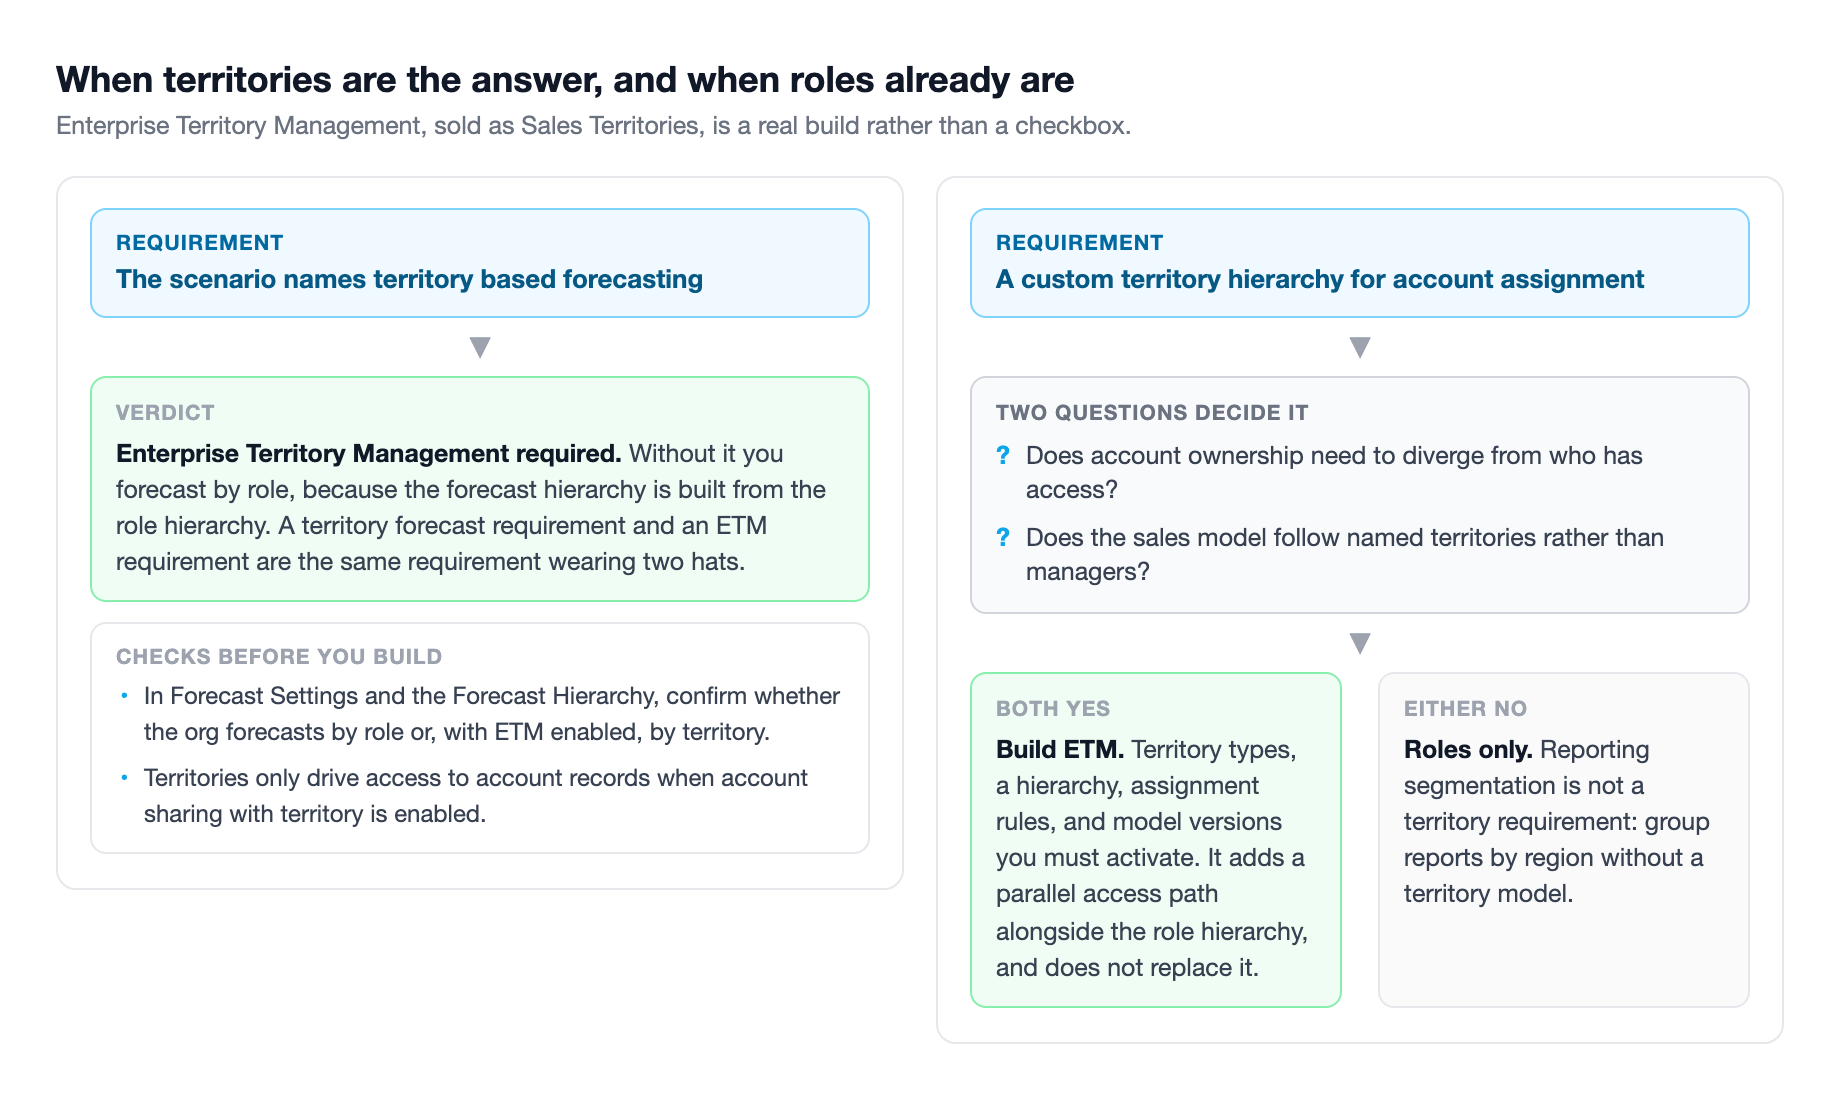 When territories are the answer, and when roles already are
Enterprise Territory Management, sold as Sales Territories, is a real build rather than a checkbox.
REQUIREMENT
The scenario names territory based forecasting
VERDICT
Enterprise Territory Management required. Without it you
forecast by role, because the forecast hierarchy is built from the
role hierarchy. A territory forecast requirement and an ETM
requirement are the same requirement wearing two hats.
CHECKS BEFORE YOU BUILD
• In Forecast Settings and the Forecast Hierarchy, confirm whether
the org forecasts by role or, with ETM enabled, by territory.
• Territories only drive access to account records when account
sharing with territory is enabled.
REQUIREMENT
A custom territory hierarchy for account assignment
TWO QUESTIONS DECIDE IT
? Does account ownership need to diverge from who has
access?
? Does the sales model follow named territories rather than
managers?
BOTH YES
Build ETM. Territory types,
a hierarchy, assignment
rules, and model versions
you must activate. It adds a
parallel access path
alongside the role hierarchy,
and does not replace it.
EITHER NO
Roles only. Reporting
segmentation is not a
territory requirement: group
reports by region without a
territory model.